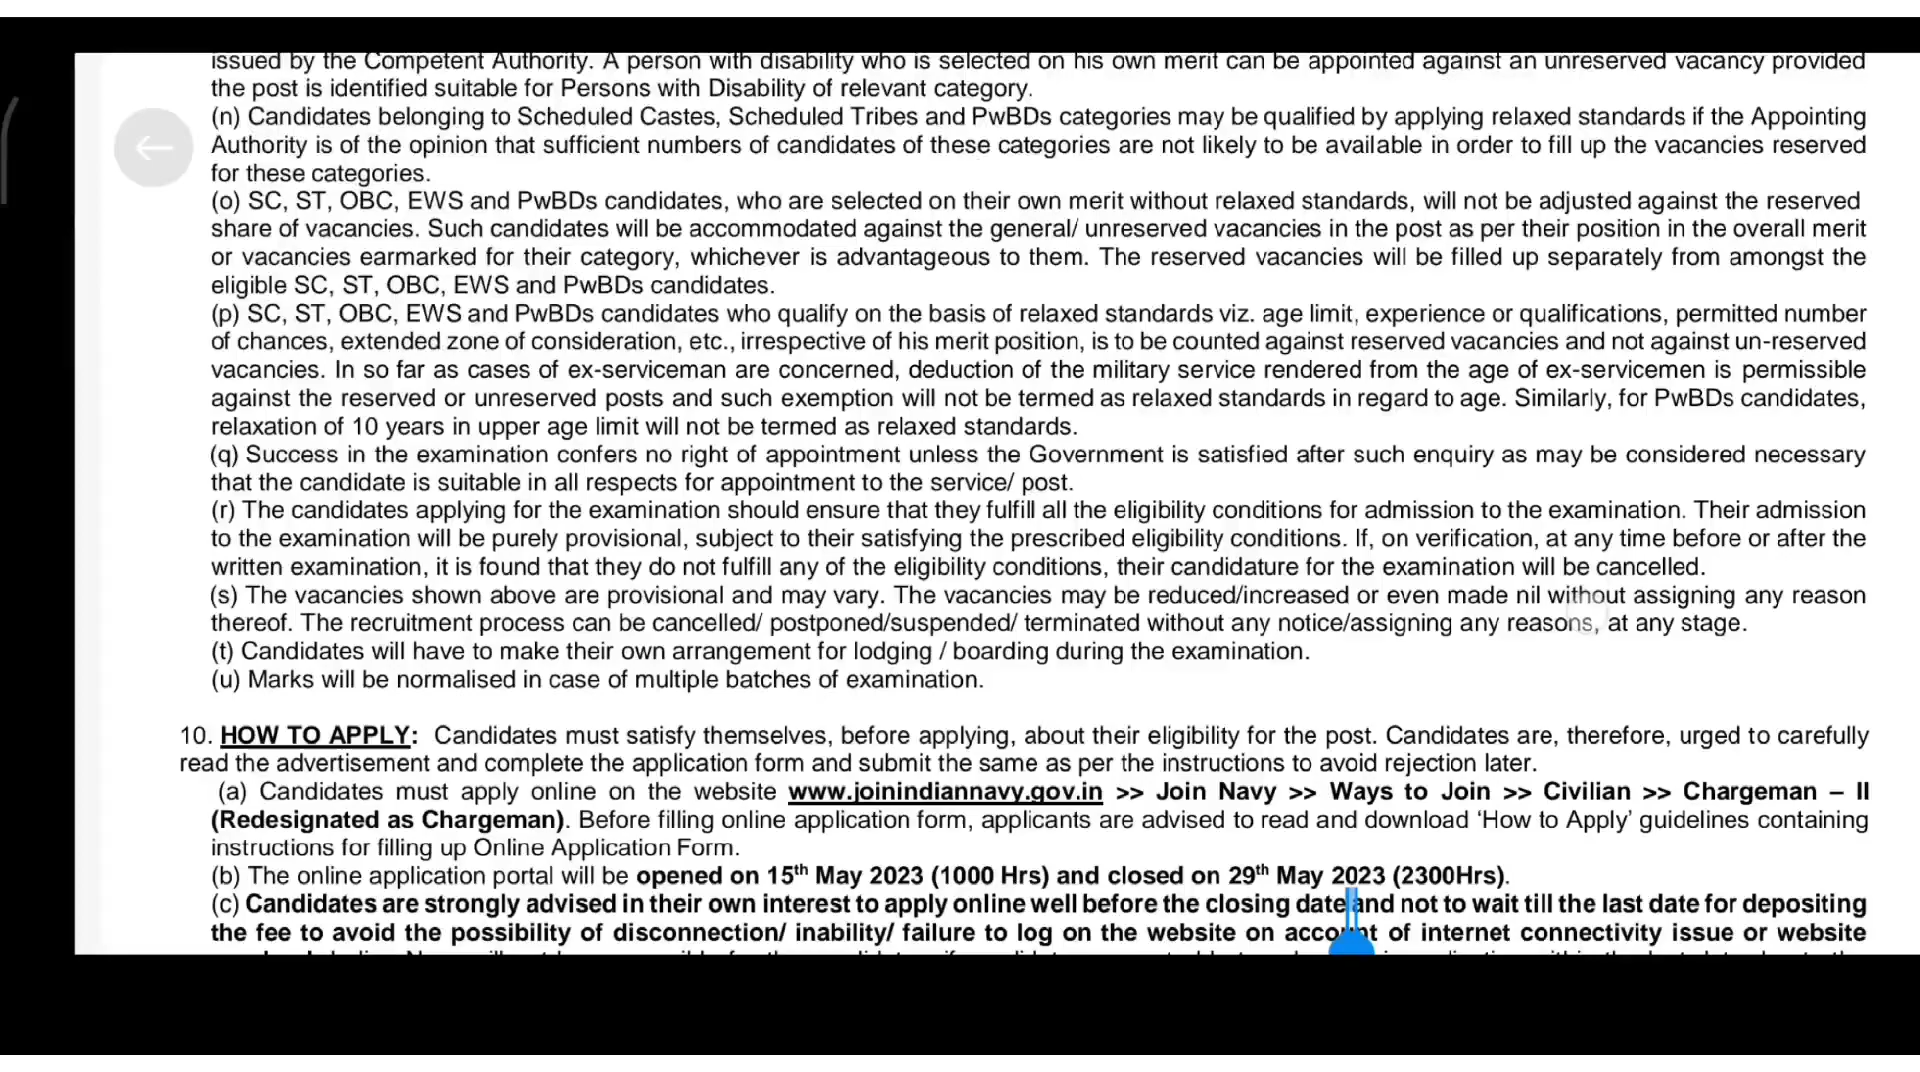 issued by the Competent Authority. A person with disability who is selected on his own merit can be appointed against an unreserved vacancy provided
the post is identified suitable for Persons with Disability of relevant category.
(n) Candidates belonging to Scheduled Castes, Scheduled Tribes and PwBDs categories may be qualified by applying relaxed standards if the Appointing
Authority is of the opinion that sufficient numbers of candidates of these categories are not likely to be available in order to fill up the vacancies reserved
for these categories.
(o) SC, ST, OBC, EWS and PwBDs candidates, who are selected on their own merit without relaxed standards, will not be adjusted against the reserved
share of vacancies. Such candidates will be accommodated against the general/ unreserved vacancies in the post as per their position in the overall merit
or vacancies earmarked for their category, whichever is advantageous to them. The reserved vacancies will be filled up separately from amongst the
eligible SC, ST, OBC, EWS and PwBDs candidates.
(p) SC, ST, OBC, EWS and PwBDs candidates who qualify on the basis of relaxed standards viz. age limit, experience or qualifications, permitted number
of chances, extended zone of consideration, etc., irrespective of his merit position, is to be counted against reserved vacancies and not against un-reserved
vacancies. In so far as cases of ex-serviceman are concerned, deduction of the military service rendered from the age of ex-servicemen is permissible
against the reserved or unreserved posts and such exemption will not be termed as relaxed standards in regard to age. Similarly, for PwBDs candidates,
relaxation of 10 years in upper age limit will not be termed as relaxed standards.
(q) Success in the examination confers no right of appointment unless the Government is satisfied after such enquiry as may be considered necessary
that the candidate is suitable in all respects for appointment to the service/ post.
(r) The candidates applying for the examination should ensure that they fulfill all the eligibility conditions for admission to the examination. Their admission
to the examination will be purely provisional, subject to their satisfying the prescribed eligibility conditions. If, on verification, at any time before or after the
written examination, it is found that they do not fulfill any of the eligibility conditions, their candidature for the examination will be cancelled.
(s) The vacancies shown above are provisional and may vary. The vacancies may be reduced/increased or even made nil without assigning any reason
thereof. The recruitment process can be cancelled/ postponed/suspended/ terminated without any notice/assigning any reasons, at any stage.
(t) Candidates will have to make their own arrangement for lodging / boarding during the examination.
(u) Marks will be normalised in case of multiple batches of examination.
10. HOW TO APPLY: Candidates must satisfy themselves, before applying, about their eligibility for the post. Candidates are, therefore, urged to carefully
read the advertisement and complete the application form and submit the same as per the instructions to avoid rejection later.
(a) Candidates must apply online on the website www.joinindiannavy.gov.in >> Join Navy >> Ways to Join >> Civilian >> Chargeman – II
(Redesignated as Chargeman). Before filling online application form, applicants are advised to read and download ‘How to Apply’ guidelines containing
instructions for filling up Online Application Form.
(b) The online application portal will be opened on 15th May 2023 (1000 Hrs) and closed on 29th May 2023 (2300Hrs).
(c) Candidates are strongly advised in their own interest to apply online well before the closing date and not to wait till the last date for depositing
the fee to avoid the possibility of disconnection/ inability/ failure to log on the website on account of internet connectivity issue or website